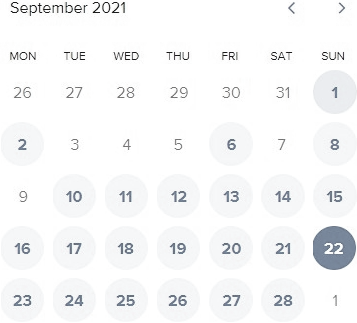 September 2021
MON TUE WED THU FRI SAT SUN
26 27 28 29 30 31 1
2 3 4 5 6 7 8
9 10 11 12 13 14 15
16 17 18 19 20 21 22
23 24 25 26 27 28 1